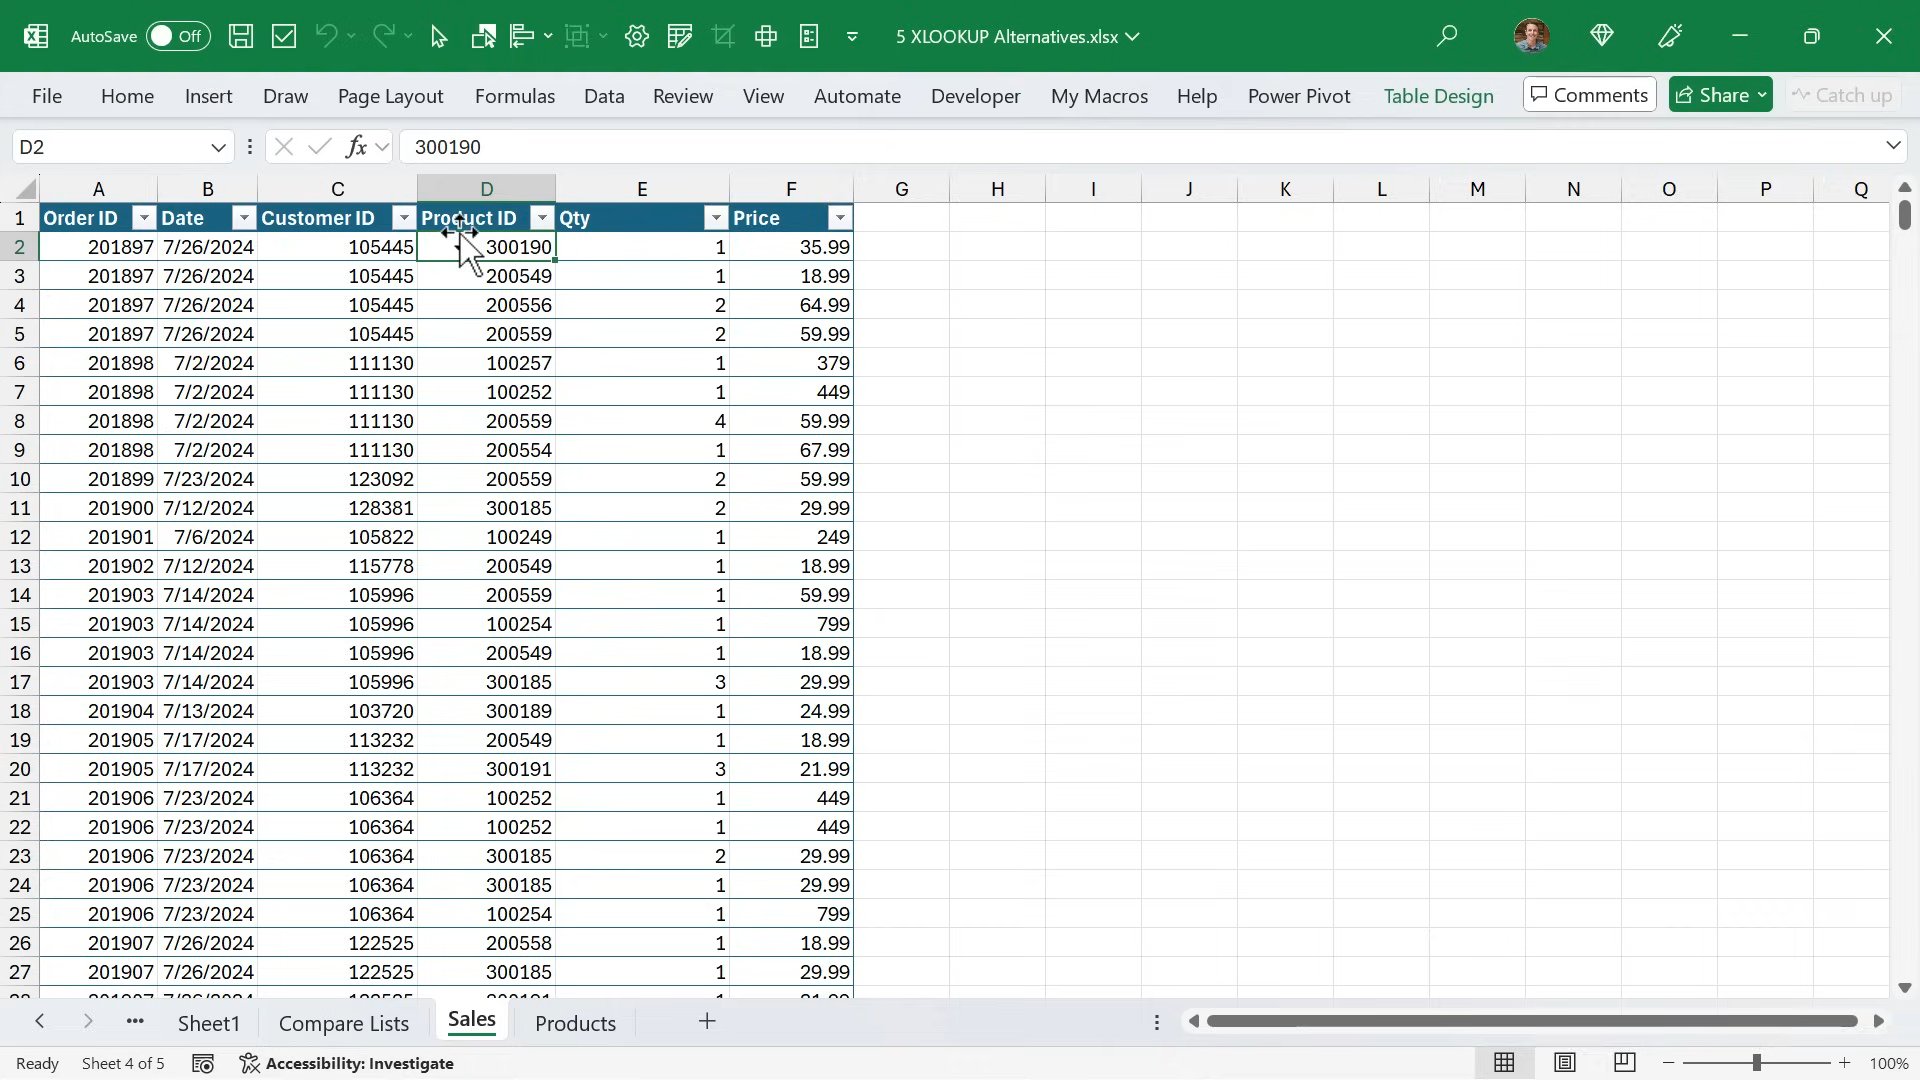 AutoSave Off 5 XLOOKUP Alternatives.xlsx
File Home Insert Draw Page Layout Formulas Data Review View Automate Developer My Macros Help Power Pivot Table Design Comments Share Catch up
D2 fx 300190
A B C D E F G H I J K L M N O P Q
1 Order ID Date Customer ID Product ID Qty Price
2 201897 7/26/2024 105445 300190 1 35.99
3 201897 7/26/2024 105445 200549 1 18.99
4 201897 7/26/2024 105445 200556 2 64.99
5 201897 7/26/2024 105445 200559 2 59.99
6 201898 7/2/2024 111130 100257 1 379
7 201898 7/2/2024 111130 100252 1 449
8 201898 7/2/2024 111130 200559 4 59.99
9 201898 7/2/2024 111130 200554 1 67.99
10 201899 7/23/2024 123092 200559 2 59.99
11 201900 7/12/2024 128381 300185 2 29.99
12 201901 7/6/2024 105822 100249 1 249
13 201902 7/12/2024 115778 200549 1 18.99
14 201903 7/14/2024 105996 200559 1 59.99
15 201903 7/14/2024 105996 100254 1 799
16 201903 7/14/2024 105996 200549 1 18.99
17 201903 7/14/2024 105996 300185 3 29.99
18 201904 7/13/2024 103720 300189 1 24.99
19 201905 7/17/2024 113232 200549 1 18.99
20 201905 7/17/2024 113232 300191 3 21.99
21 201906 7/23/2024 106364 100252 1 449
22 201906 7/23/2024 106364 100252 1 449
23 201906 7/23/2024 106364 300185 2 29.99
24 201906 7/23/2024 106364 300185 1 29.99
25 201906 7/23/2024 106364 100254 1 799
26 201907 7/26/2024 122525 200558 1 18.99
27 201907 7/26/2024 122525 300185 1 29.99
Sheet1 Compare Lists Sales Products
Ready Sheet 4 of 5 Accessibility: Investigate 100%